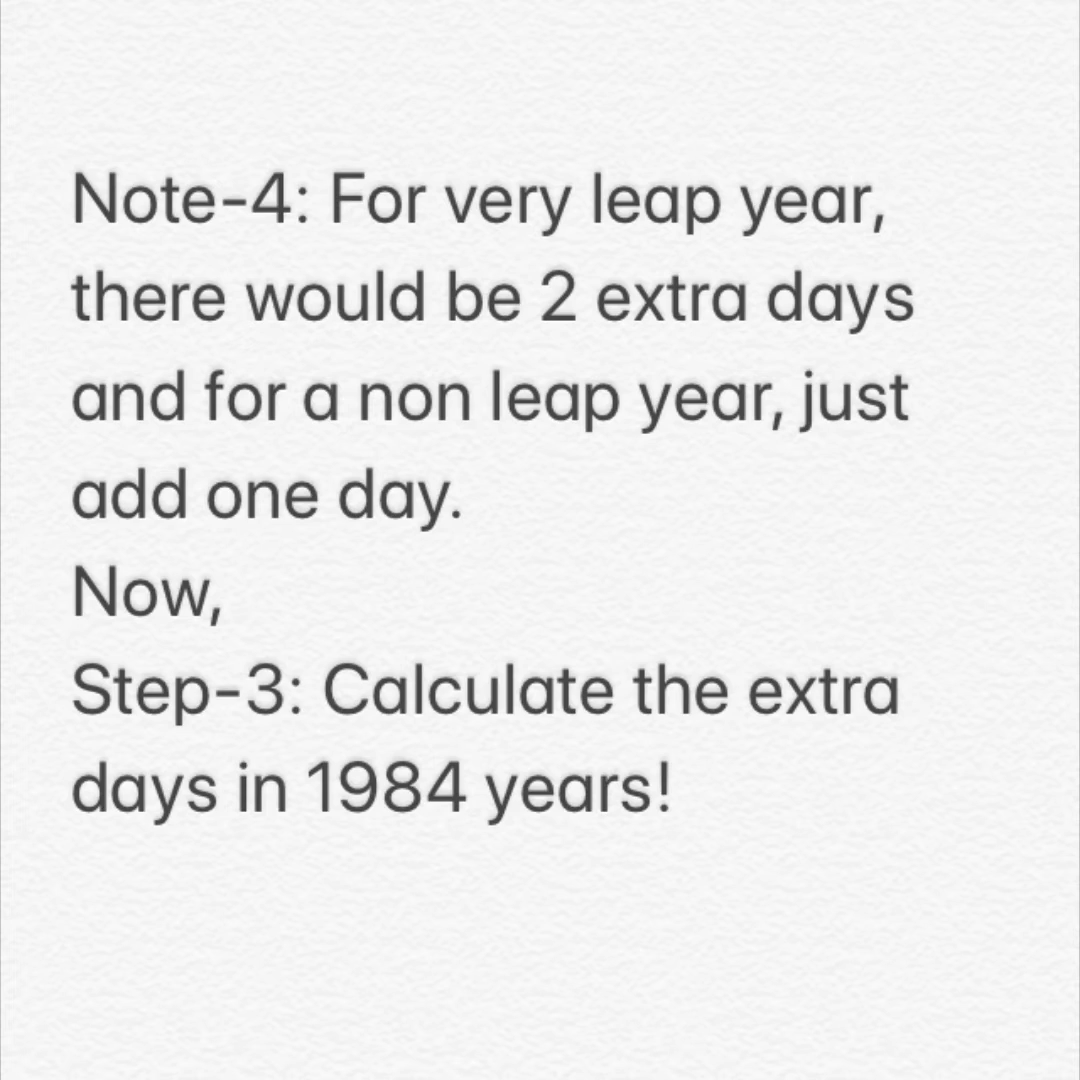 Note-4: For very leap year,
there would be 2 extra days
and for a non leap year, just
add one day.
Now,
Step-3: Calculate the extra
days in 1984 years!